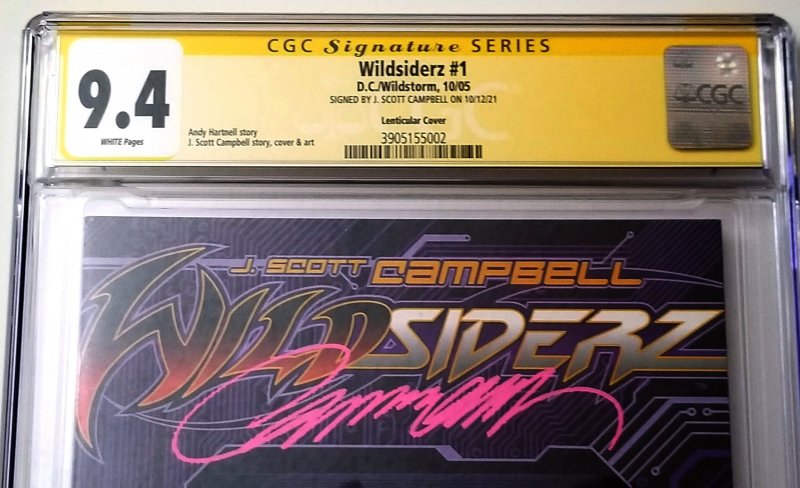 CGC Signature SERIES
9.4
WHITE Pages
Wildsiderz #1
D.C./Wildstorm, 10/05
SIGNED BY J. SCOTT CAMPBELL ON 10/12/21
Lenticular Cover
Andy Hartnell story
J. Scott Campbell story, cover & art
3905155002
CGC
J. SCOTT CAMPBELL
WILDSIDERZ
TM